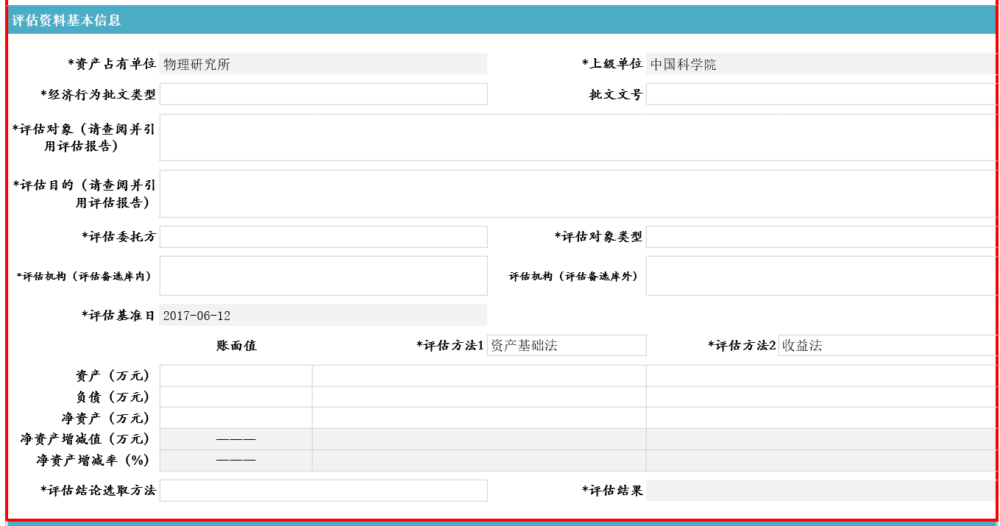 评估资料基本信息
*资产占有单位 物理研究所 *上级单位 中国科学院
*经济行为批文类型 批文文号
*评估对象（请查阅并引
用评估报告）
*评估目的（请查阅并引
用评估报告）
*评估委托方 *评估对象类型
*评估机构（评估备选库内） 评估机构（评估备选库外）
*评估基准日 2017-06-12
账面值 *评估方法1 资产基础法 *评估方法2 收益法
资产（万元）
负债（万元）
净资产（万元）
净资产增减值（万元） ———
净资产增减率（%） ———
*评估结论选取方法 *评估结果